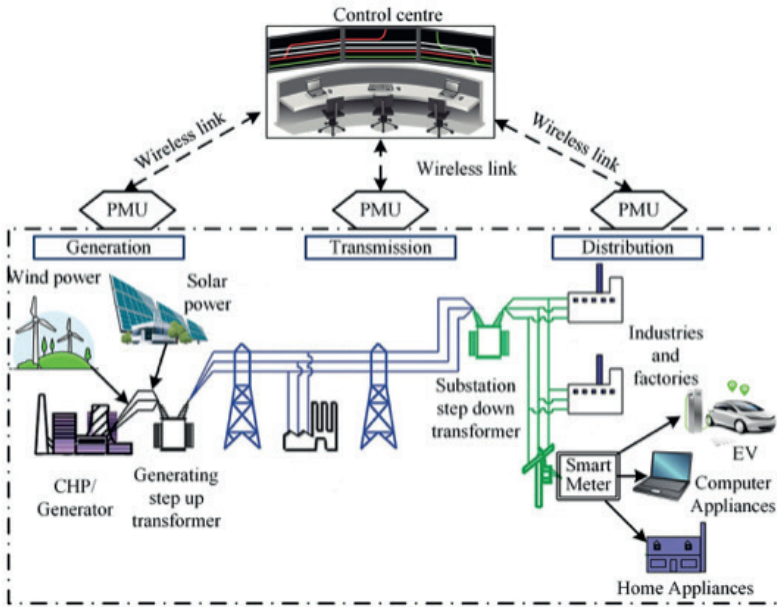 Control centre
Wireless link
Wireless link
Wireless link
PMU
PMU
PMU
Generation
Transmission
Distribution
Wind power
Solar
power
Industries
and
factories
Substation
step down
transformer
EV
Smart
Meter
Computer
Appliances
CHP/
Generator
Generating
step up
transformer
Home Appliances